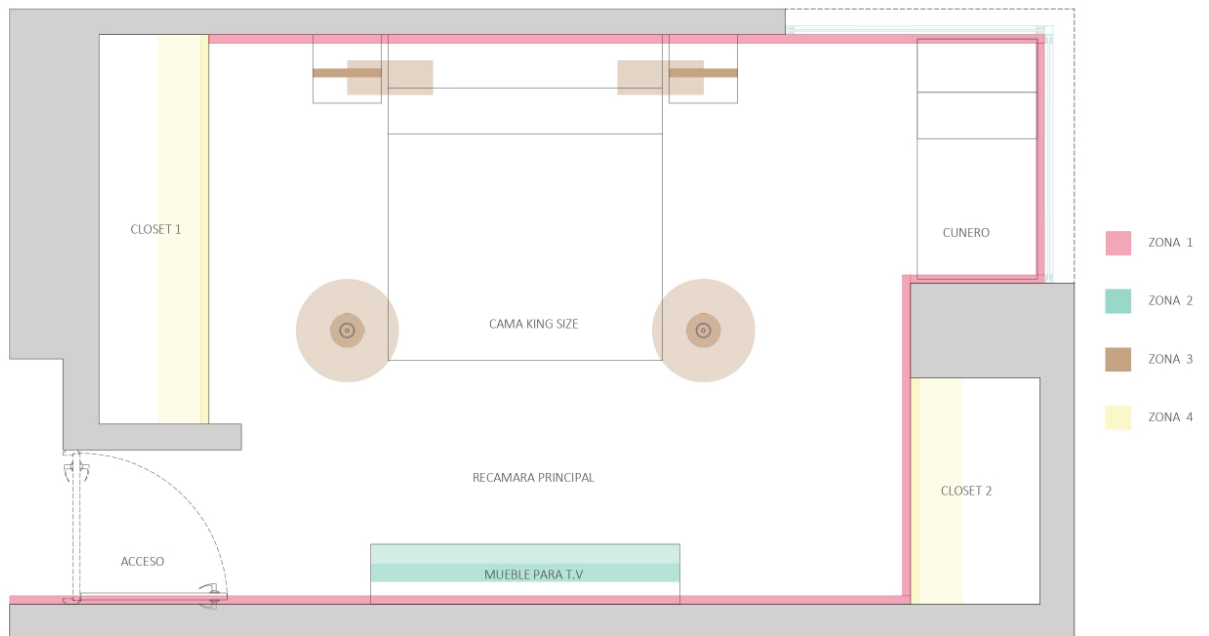 CLOSET 1
CUNERO
ZONA 1
ZONA 2
CAMA KING SIZE
ZONA 3
ZONA 4
RECAMARA PRINCIPAL
CLOSET 2
ACCESO
MUEBLE PARA T.V